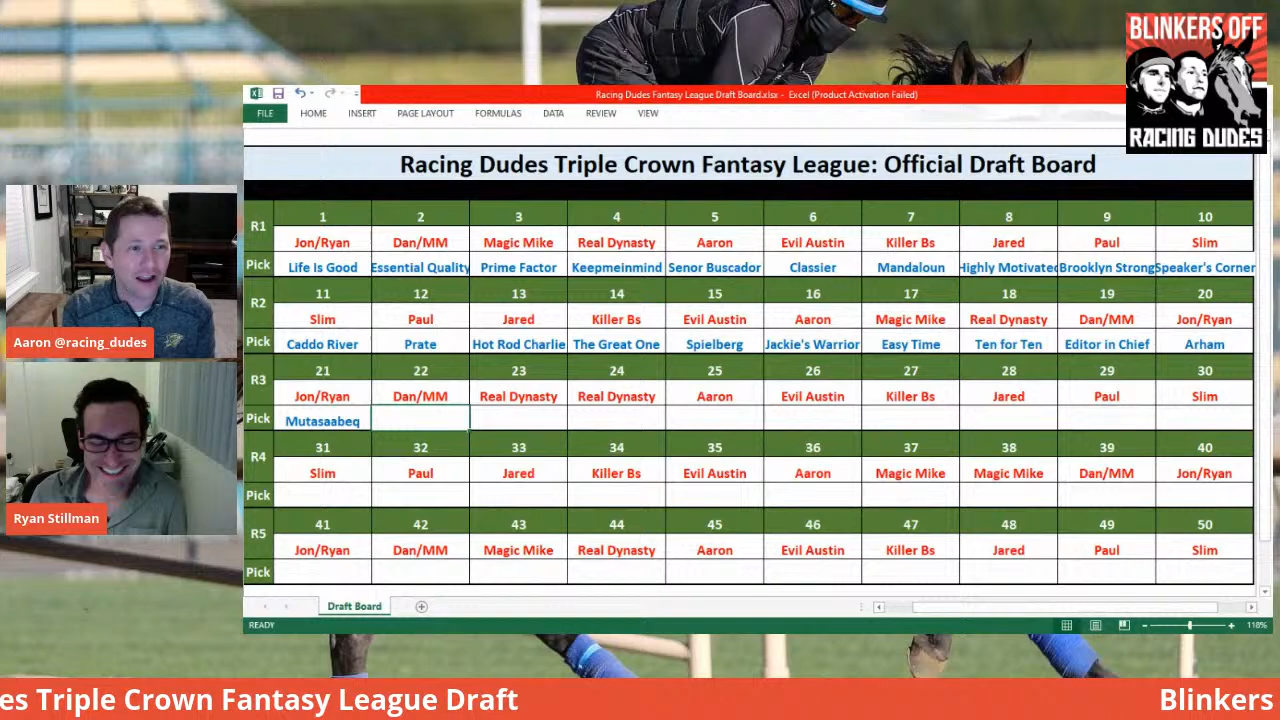 BLINKERS OFF
RACING DUDES
Racing Dudes Fantasy League Draft Board.xlsx - Excel (Product Activation Failed)
FILE HOME INSERT PAGE LAYOUT FORMULAS DATA REVIEW VIEW
Racing Dudes Triple Crown Fantasy League: Official Draft Board
R1 1 2 3 4 5 6 7 8 9 10
Jon/Ryan Dan/MM Magic Mike Real Dynasty Aaron Evil Austin Killer Bs Jared Paul Slim
Pick Life Is Good Essential Quality Prime Factor Keepmeinmind Senor Buscador Classier Mandaloun Highly Motivated Brooklyn Strong Speaker's Corner
R2 11 12 13 14 15 16 17 18 19 20
Slim Paul Jared Killer Bs Evil Austin Aaron Magic Mike Real Dynasty Dan/MM Jon/Ryan
Pick Caddo River Prate Hot Rod Charlie The Great One Spielberg Jackie's Warrior Easy Time Ten for Ten Editor in Chief Arham
R3 21 22 23 24 25 26 27 28 29 30
Jon/Ryan Dan/MM Real Dynasty Real Dynasty Aaron Evil Austin Killer Bs Jared Paul Slim
Pick Mutasaabeq
R4 31 32 33 34 35 36 37 38 39 40
Slim Paul Jared Killer Bs Evil Austin Aaron Magic Mike Magic Mike Dan/MM Jon/Ryan
Pick
R5 41 42 43 44 45 46 47 48 49 50
Jon/Ryan Dan/MM Magic Mike Real Dynasty Aaron Evil Austin Killer Bs Jared Paul Slim
Pick
Draft Board
READY 118%
Aaron @racing_dudes
Ryan Stillman
es Triple Crown Fantasy League Draft Blinkers